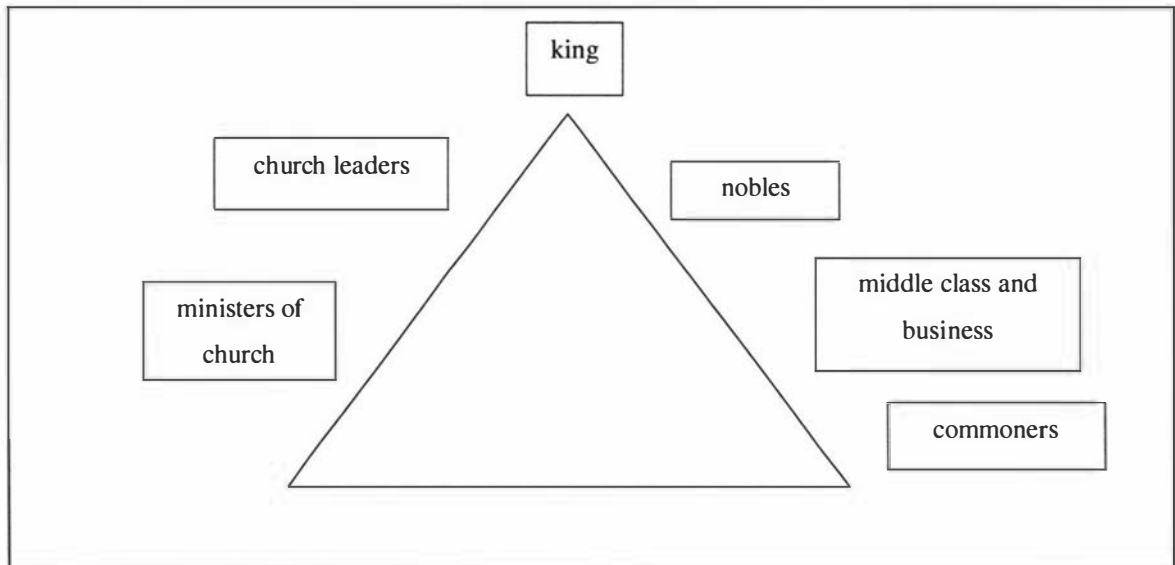 king
church leaders
nobles
ministers of
church
middle class and
business
commoners